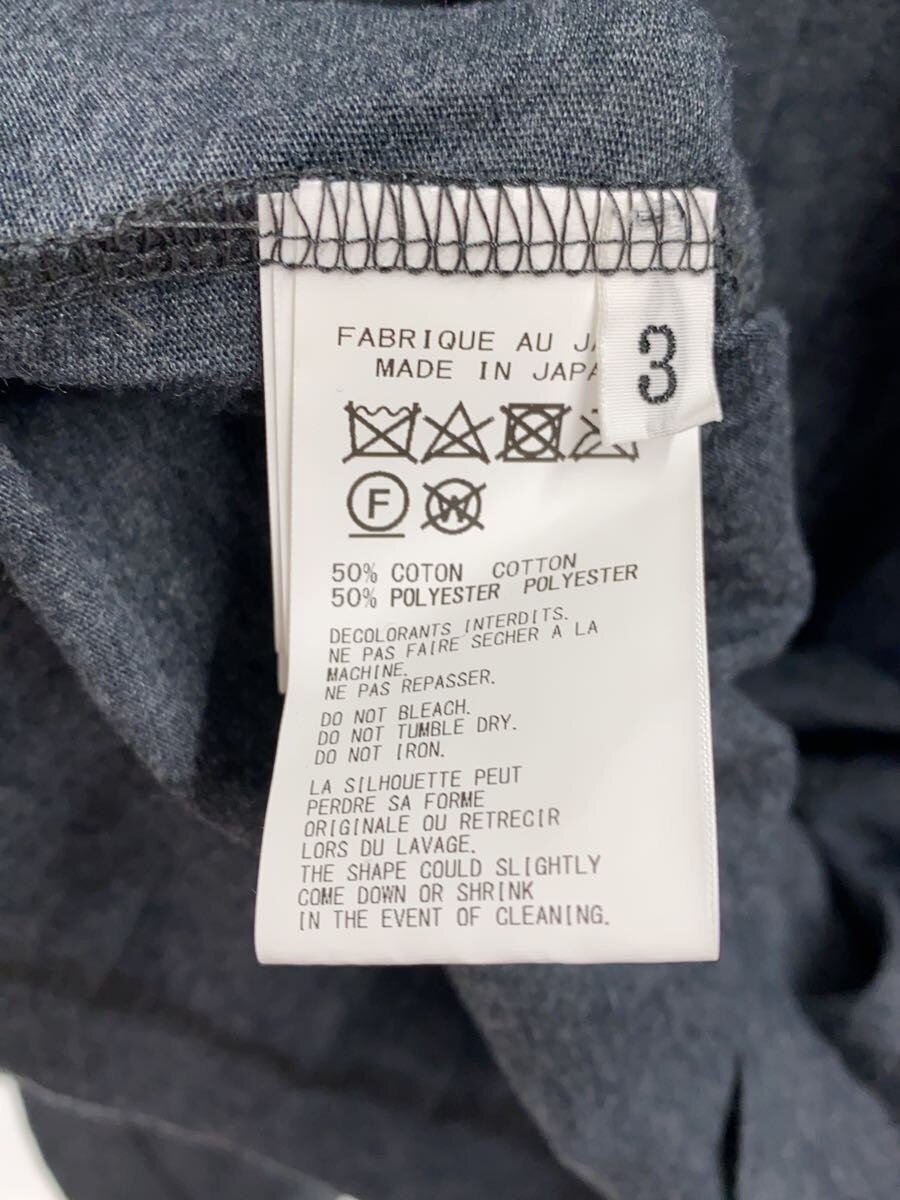 FABRIQUE AU
MADE IN
3
F
W
50% COTON COTTON
50% POLYESTER POLYESTER
DECOLORANTS INTERDITS.
NE PAS FAIRE SECHER A LA
MACHINE.
NE PAS REPASSER.
DO NOT BLEACH.
DO NOT TUMBLE DRY.
DO NOT IRON.
LA SILHOUETTE PEUT
PERDRE SA FORME
ORIGINALE OU RETRECIR
LORS DU LAVAGE.
THE SHAPE COULD SLIGHTLY
COME DOWN OR SHRINK
IN THE EVENT OF CLEANING.